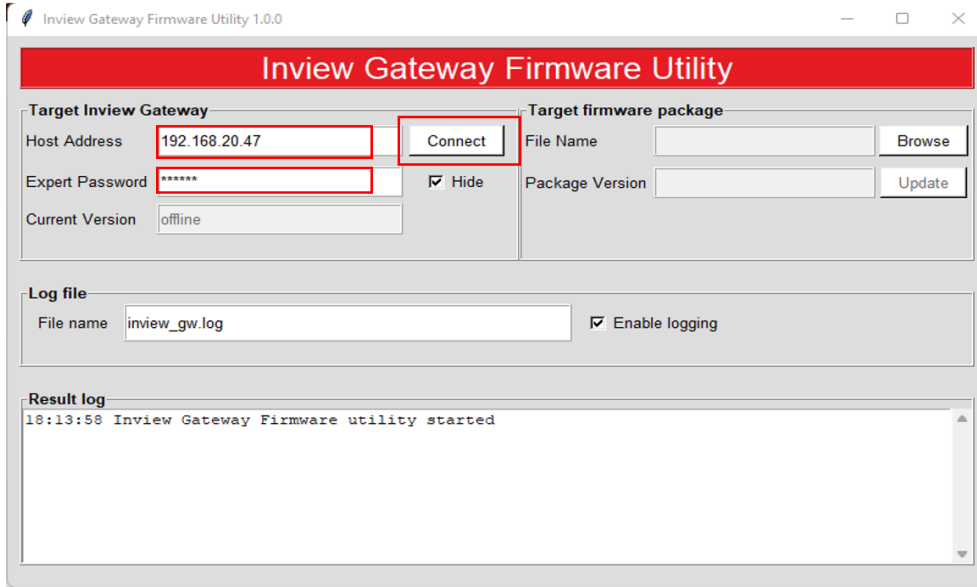 Inview Gateway Firmware Utility 1.0.0
Inview Gateway Firmware Utility
Target Inview Gateway
Host Address 192.168.20.47 Connect
Expert Password ****** Hide
Current Version offline
Target firmware package
File Name Browse
Package Version Update
Log file
File name inview_gw.log Enable logging
Result log
18:13:58 Inview Gateway Firmware utility started